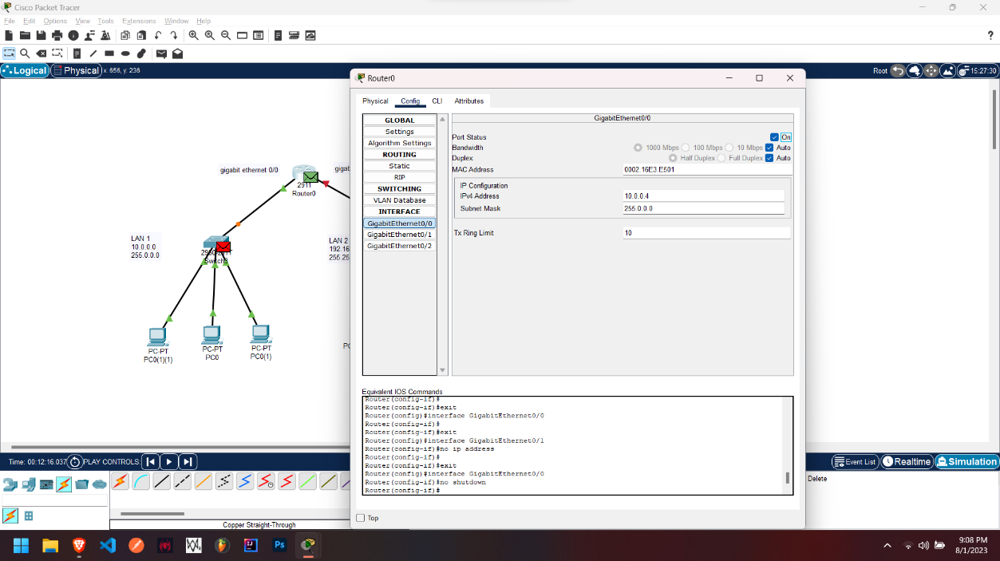 Cisco Packet Tracer
File Edit Options View Tools Extensions Window Help
?
Logical Physical x: 656, y: 236
Root 15:27:30
Router0
Physical Config CLI Attributes
GLOBAL
Settings
Algorithm Settings
ROUTING
Static
RIP
SWITCHING
VLAN Database
INTERFACE
GigabitEthernet0/0
GigabitEthernet0/1
GigabitEthernet0/2
GigabitEthernet0/0
Port Status On
Bandwidth 1000 Mbps 100 Mbps 10 Mbps Auto
Duplex Half Duplex Full Duplex Auto
MAC Address 0002.16E3.E501
IP Configuration
IPv4 Address 10.0.0.4
Subnet Mask 255.0.0.0
Tx Ring Limit 10
Equivalent IOS Commands
Router(config-if)#
Router(config-if)#exit
Router(config)#interface GigabitEthernet0/0
Router(config-if)#
Router(config-if)#exit
Router(config)#interface GigabitEthernet0/1
Router(config-if)#no ip address
Router(config-if)#
Router(config-if)#exit
Router(config)#interface GigabitEthernet0/0
Router(config-if)#no shutdown
Router(config-if)#
Top
gigabit ethernet 0/0
gigab
2911
Router0
LAN 1
10.0.0.0
255.0.0.0
LAN 2
192.16
255.25
PC-PT
PC0(1)(1)
PC-PT
PC0
PC-PT
PC0(1)
PC
Time: 00:12:16.037 PLAY CONTROLS:
Event List Realtime Simulation
Delete
Copper Straight-Through
Ps
9:08 PM
8/1/2023